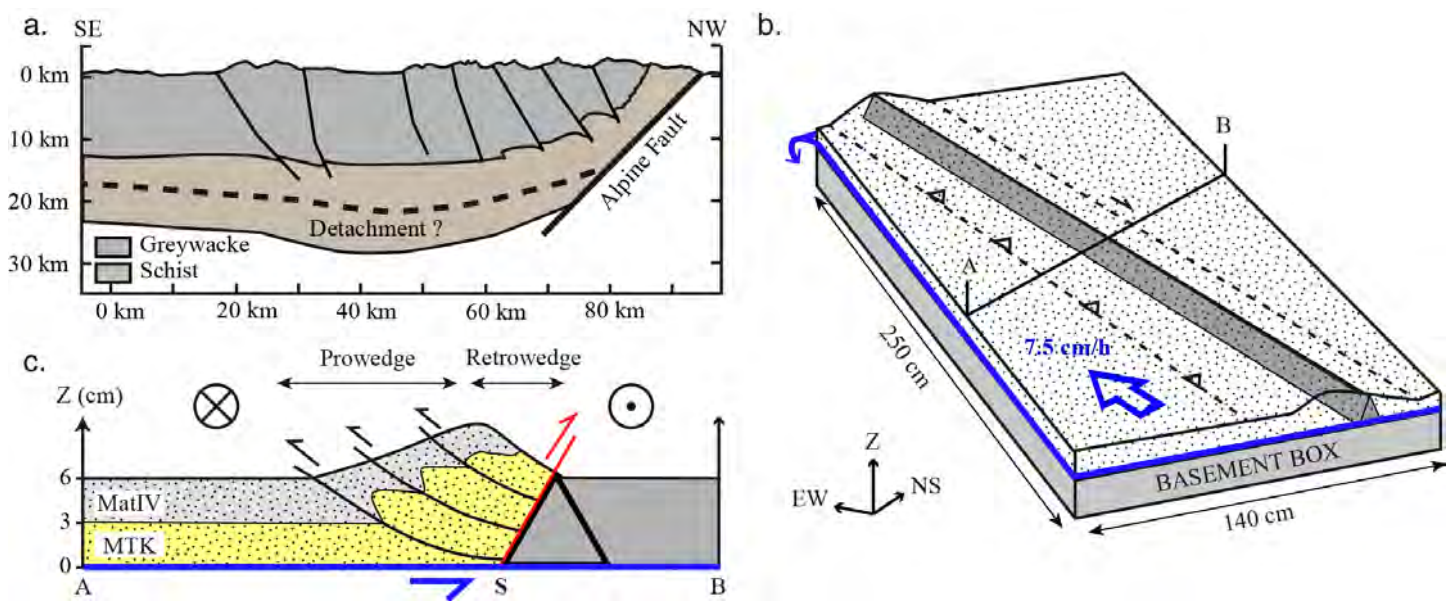 a.
SE
NW
0 km
10 km
20 km
30 km
Alpine Fault
Detachment ?
Greywacke
Schist
0 km 20 km 40 km 60 km 80 km
b.
B
A
7.5 cm/h
250 cm
BASEMENT BOX
140 cm
Z
EW
NS
c.
Prowedge Retrowedge
Z (cm)
6
MatIV
3
MTK
0
A S B